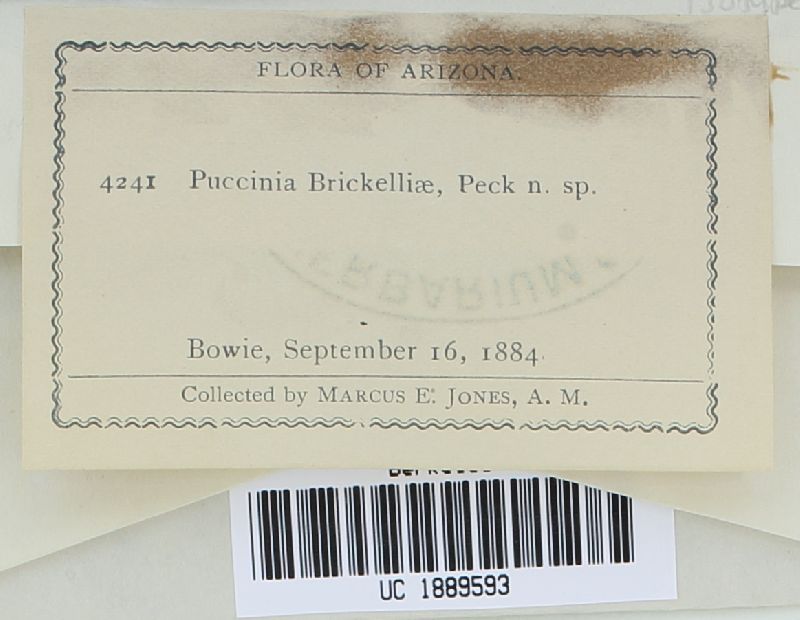 FLORA OF ARIZONA.
4241 Puccinia Brickelliæ, Peck n. sp.
Bowie, September 16, 1884.
Collected by MARCUS E. JONES, A. M.
UC 1889593